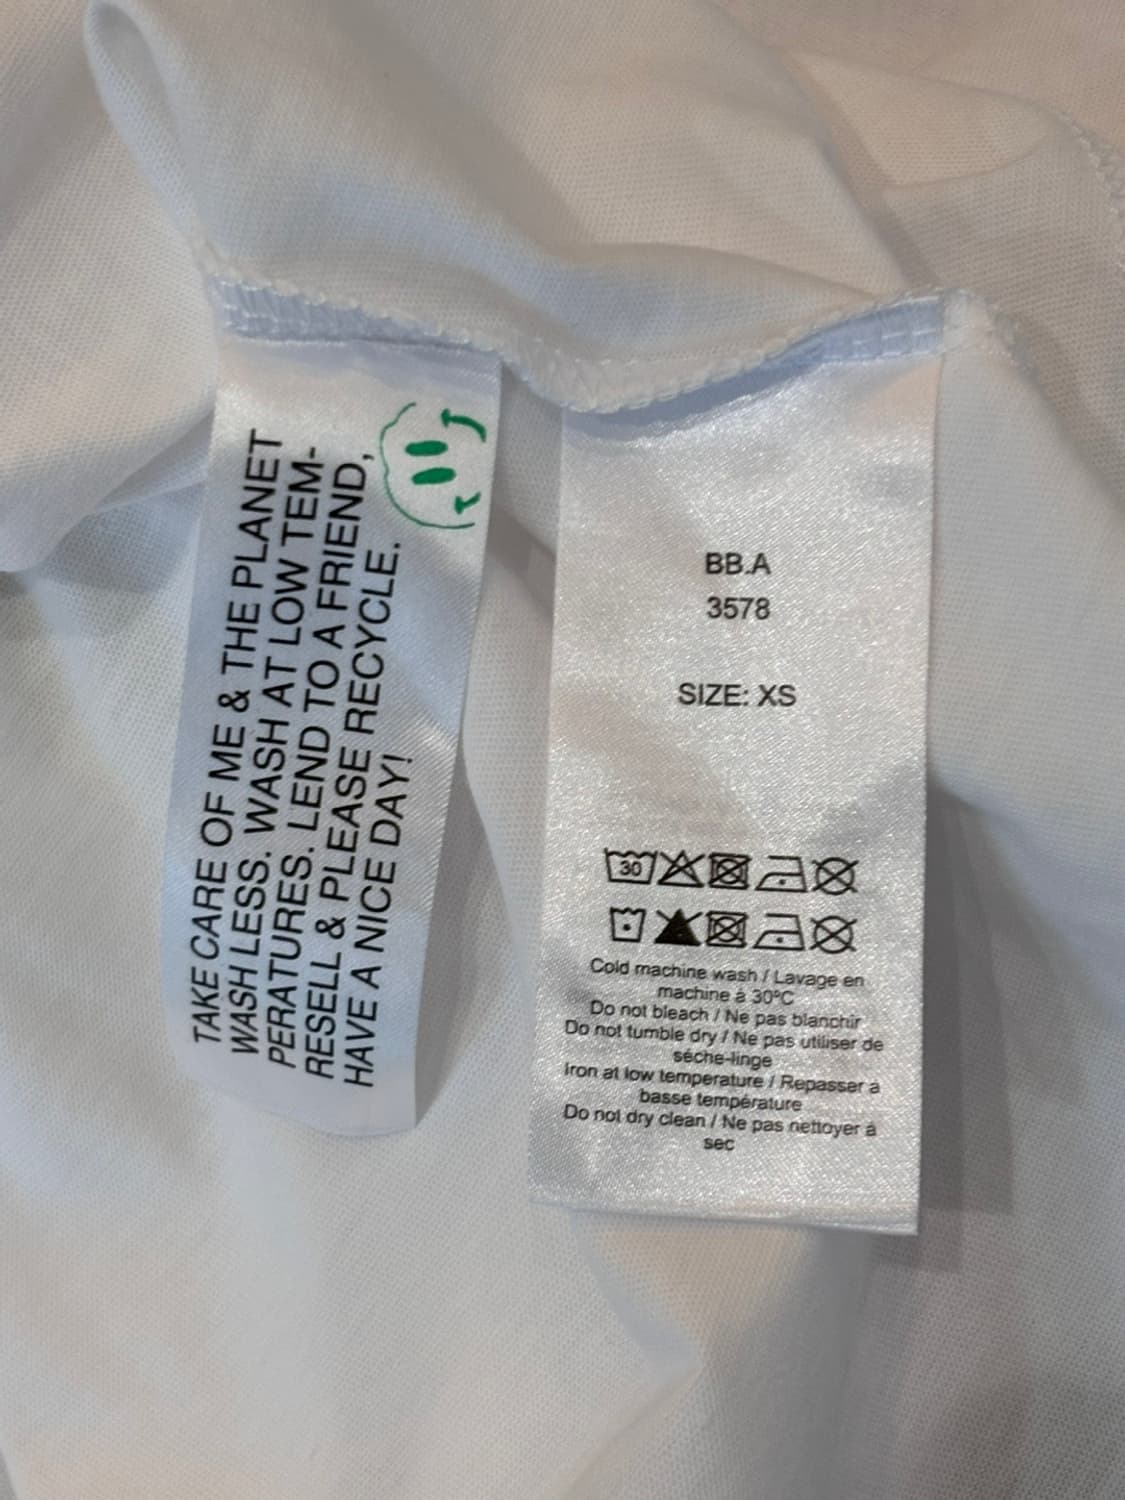 TAKE CARE OF ME & THE PLANET
WASH LESS. WASH AT LOW TEM-
PERATURES. LEND TO A FRIEND,
RESELL & PLEASE RECYCLE.
HAVE A NICE DAY!
BB.A
3578
SIZE: XS
30
Cold machine wash / Lavage en
machine à 30°C
Do not bleach / Ne pas blanchir
Do not tumble dry / Ne pas utiliser de
séche-linge
Iron at low temperature / Repasser à
basse température
Do not dry clean / Ne pas nettoyer à
sec